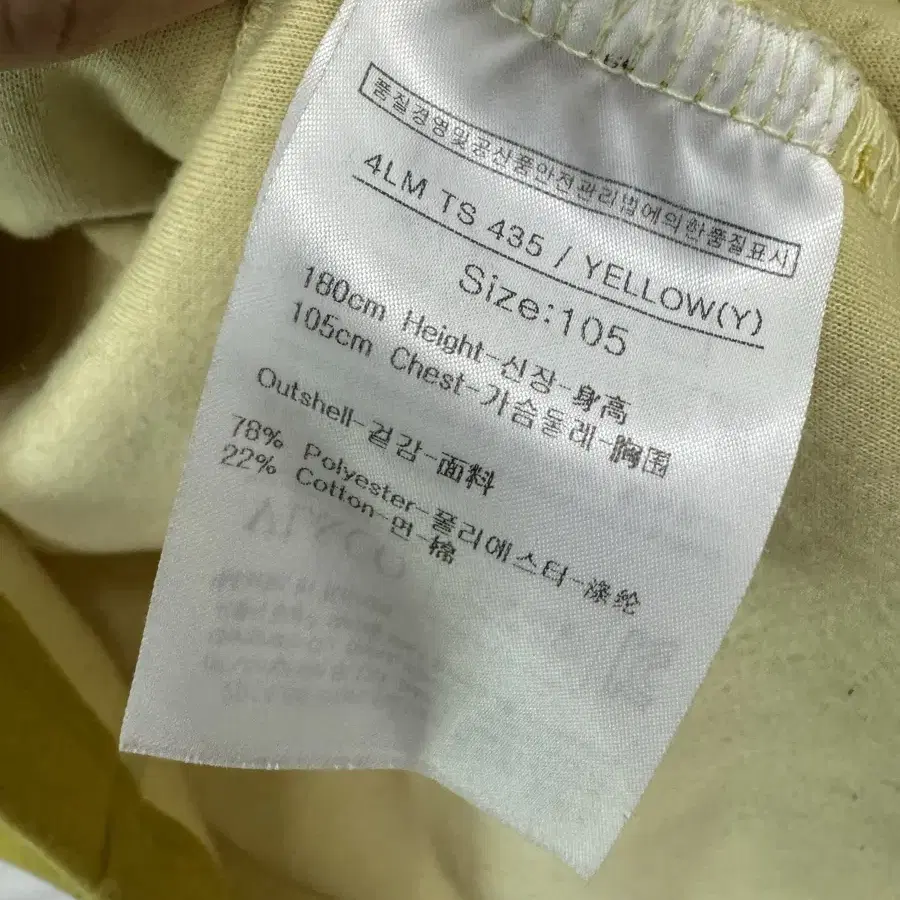 품질경영및공산품안전관리법에의한품질표시
4LM TS 435 / YELLOW(Y)
Size:105
180cm Height-신장-身高
105cm Chest-가슴둘레-胸围
Outshell-겉감-面料
78% Polyester-폴리에스터-涤纶
22% Cotton-면-棉